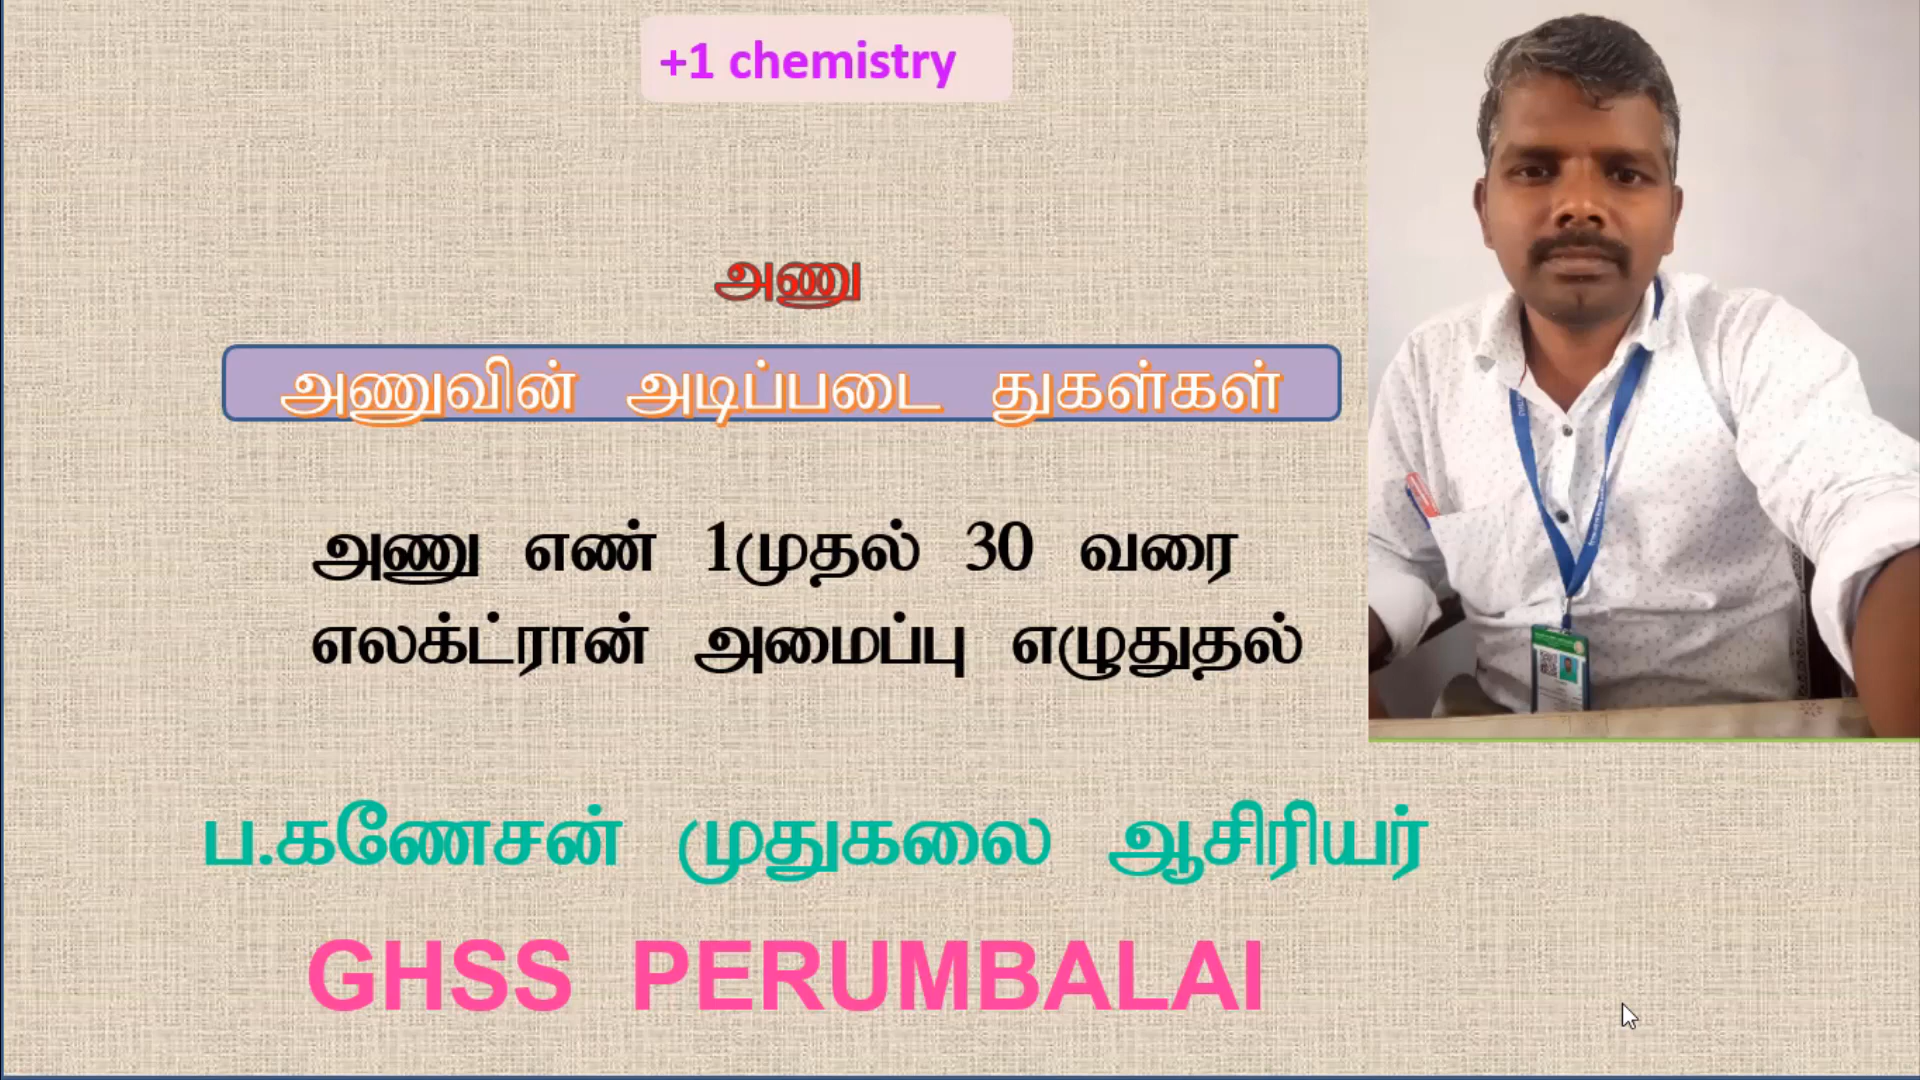 +1 chemistry
அணு
அணுவின் அடிப்படை துகள்கள்
அணு எண் 1முதல் 30 வரை
எலக்ட்ரான் அமைப்பு எழுதுதல்
ப.கணேசன் முதுகலை ஆசிரியர்
GHSS PERUMBALAI